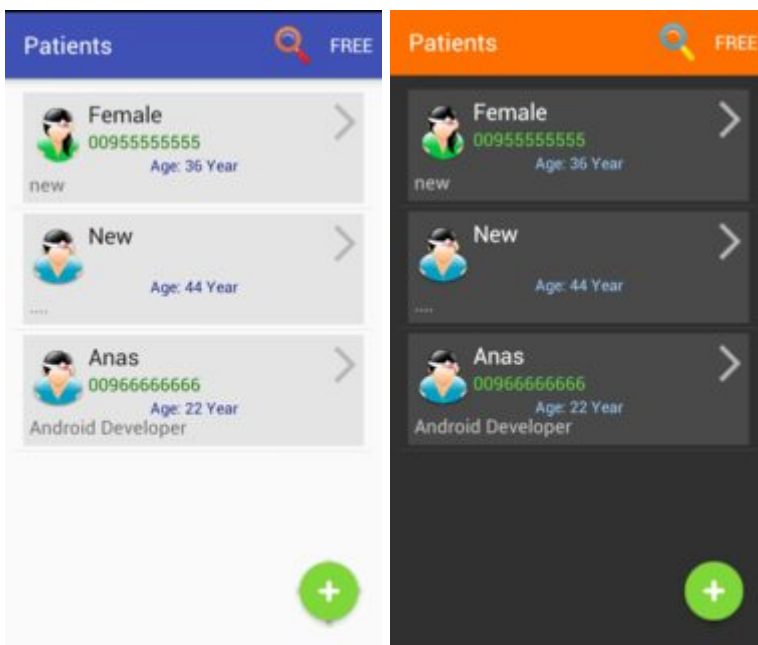 Patients FREE
Female
00955555555
Age: 36 Year
new
New
Age: 44 Year
....
Anas
00966666666
Age: 22 Year
Android Developer
Patients FREE
Female
00955555555
Age: 36 Year
new
New
Age: 44 Year
....
Anas
00966666666
Age: 22 Year
Android Developer